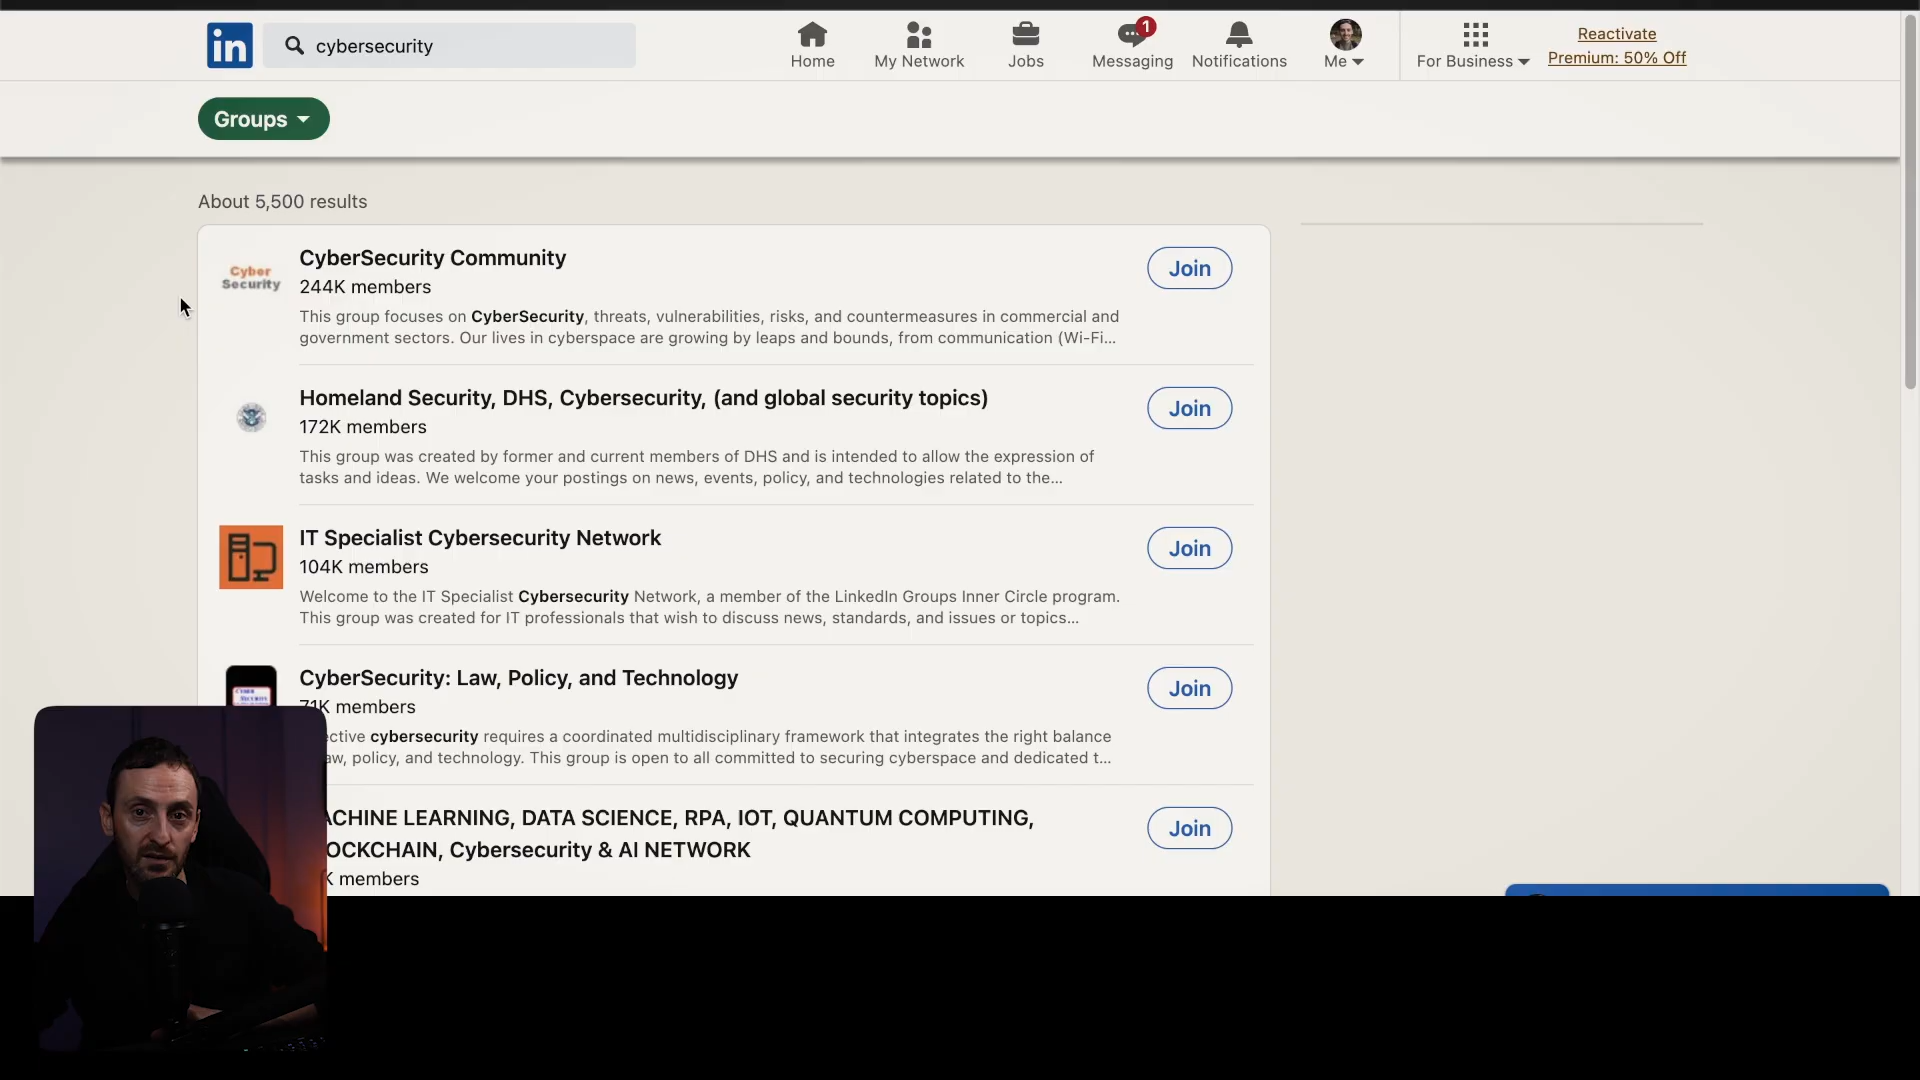 in
cybersecurity
Home
My Network
Jobs
1
Messaging
Notifications
Me
For Business
Reactivate
Premium: 50% Off
Groups
About 5,500 results
Cyber
Security
CyberSecurity Community
244K members
This group focuses on CyberSecurity, threats, vulnerabilities, risks, and countermeasures in commercial and
government sectors. Our lives in cyberspace are growing by leaps and bounds, from communication (Wi-Fi...
Join
Homeland Security, DHS, Cybersecurity, (and global security topics)
172K members
This group was created by former and current members of DHS and is intended to allow the expression of
tasks and ideas. We welcome your postings on news, events, policy, and technologies related to the...
Join
IT Specialist Cybersecurity Network
104K members
Welcome to the IT Specialist Cybersecurity Network, a member of the LinkedIn Groups Inner Circle program.
This group was created for IT professionals that wish to discuss news, standards, and issues or topics...
Join
CyberSecurity: Law, Policy, and Technology
71K members
cybersecurity requires a coordinated multidisciplinary framework that integrates the right balance
policy, and technology. This group is open to all committed to securing cyberspace and dedicated t...
Join
LEARNING, DATA SCIENCE, RPA, IOT, QUANTUM COMPUTING,
Cybersecurity & AI NETWORK
members
Join